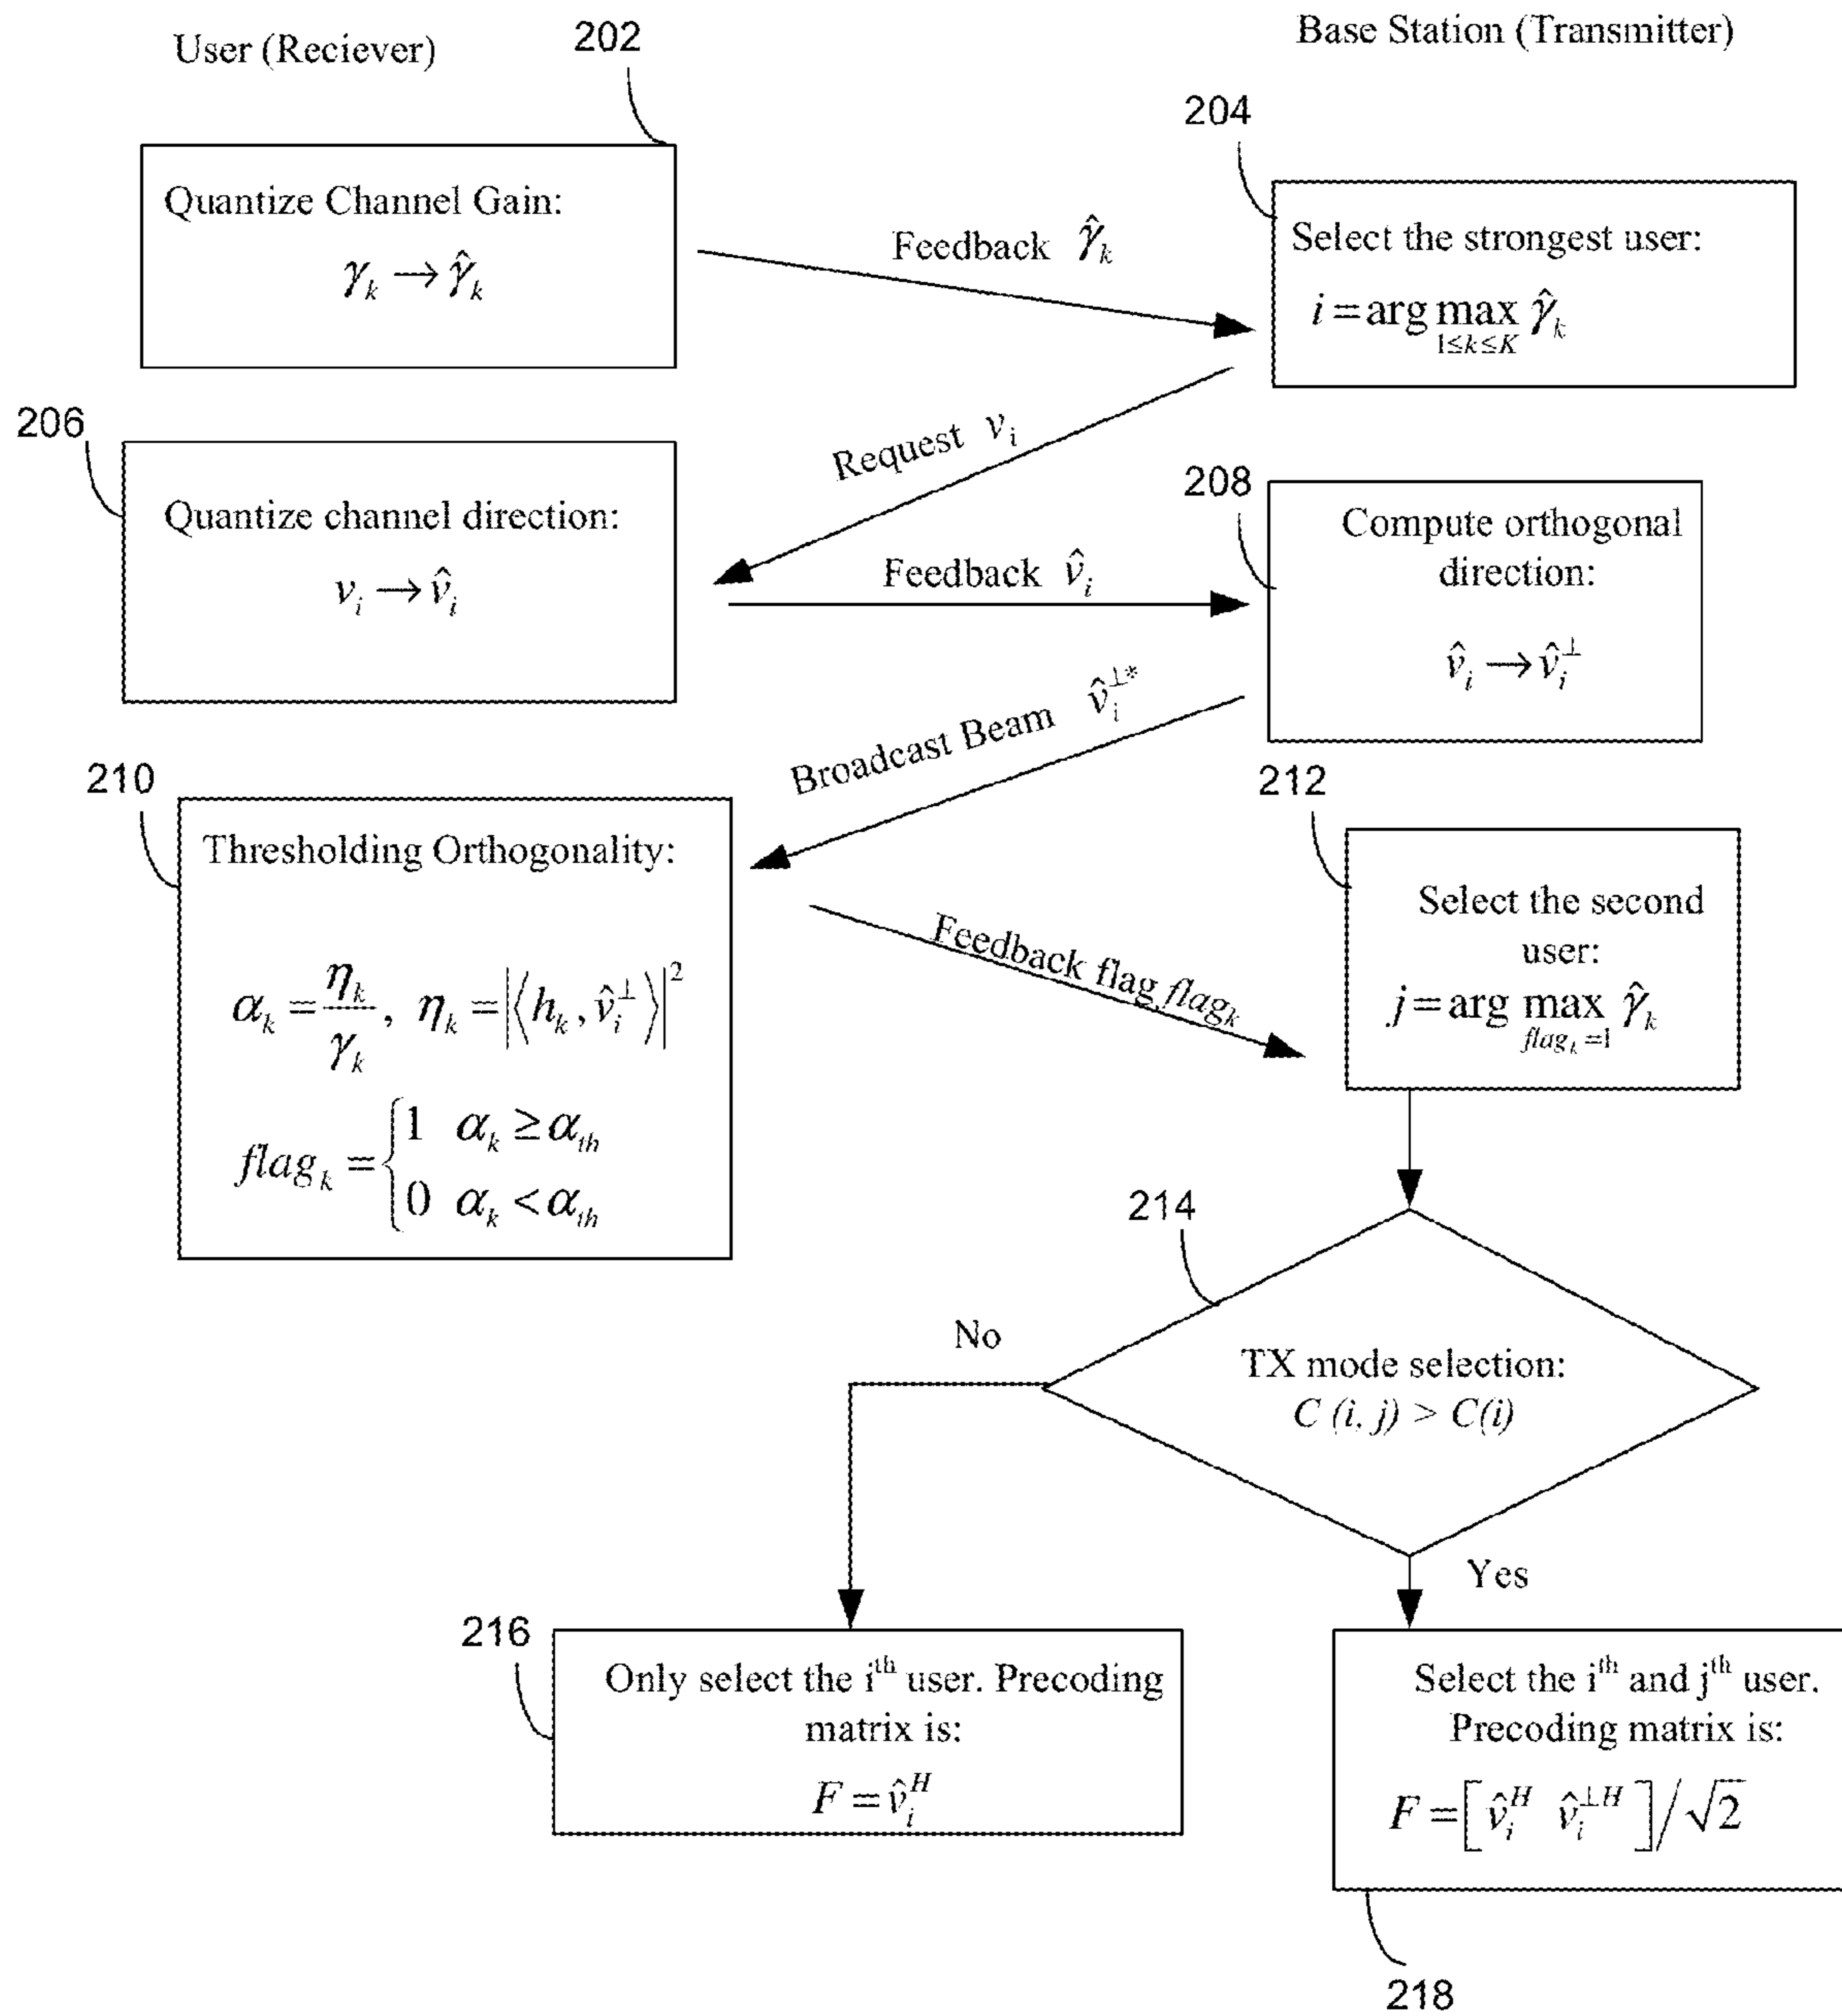 User (Reciever)
202
Base Station (Transmitter)
204
Quantize Channel Gain:
γ_k → γ̂_k
Feedback γ̂_k
Select the strongest user:
i = arg max γ̂_k
1≤k≤K
206
Request v_i
Quantize channel direction:
v_i → v̂_i
Feedback v̂_i
208
Compute orthogonal
direction:
v̂_i → v̂_i^⊥
Broadcast Beam v̂_i^⊥*
210
Thresholding Orthogonality:
α_k = η_k / γ_k, η_k = |⟨h_k, v̂_i^⊥⟩|²
flag_k = { 1 α_k ≥ α_th
0 α_k < α_th
Feedback flag flag_k
212
Select the second
user:
j = arg max γ̂_k
flag_k =1
214
TX mode selection:
C (i, j) > C(i)
No
Yes
216
Only select the i^th user. Precoding
matrix is:
F = v̂_i^H
Select the i^th and j^th user.
Precoding matrix is:
F = [ v̂_i^H v̂_i^⊥H ]/√2
218